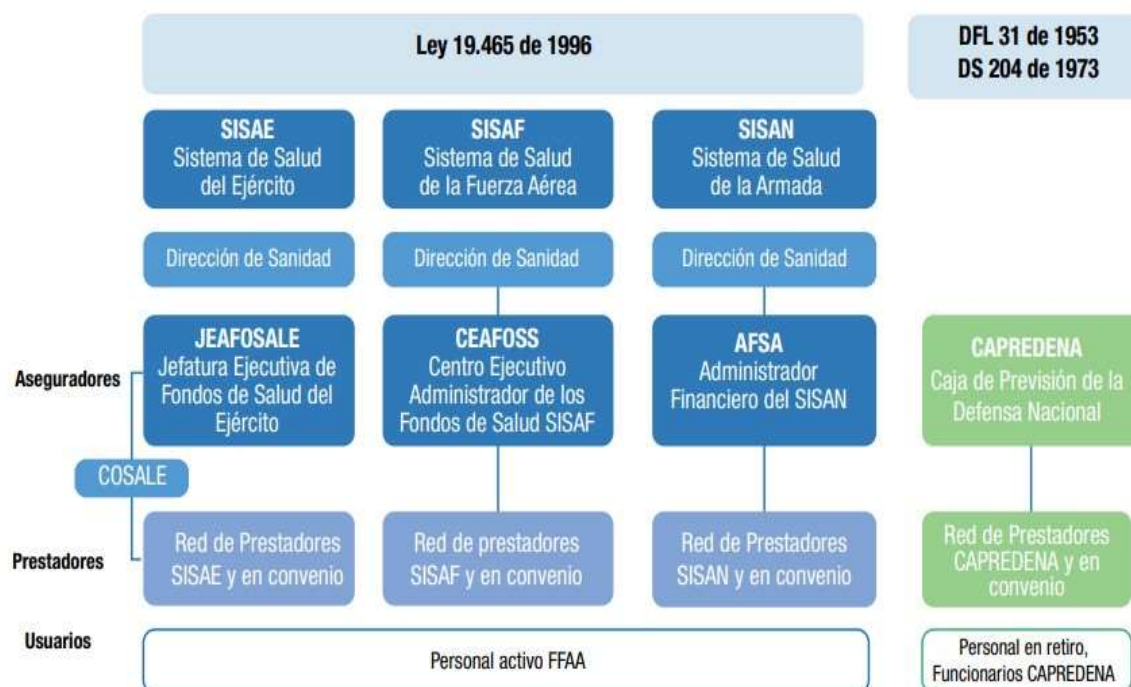 Ley 19.465 de 1996
DFL 31 de 1953
DS 204 de 1973
SISAE
Sistema de Salud
del Ejército
SISAF
Sistema de Salud
de la Fuerza Aérea
SISAN
Sistema de Salud
de la Armada
Dirección de Sanidad
Dirección de Sanidad
Dirección de Sanidad
Aseguradores
JEAFOSALE
Jefatura Ejecutiva de
Fondos de Salud del
Ejército
CEAFOSS
Centro Ejecutivo
Administrador de los
Fondos de Salud SISAF
AFSA
Administrador
Financiero del SISAN
CAPREDENA
Caja de Previsión de la
Defensa Nacional
COSALE
Prestadores
Red de Prestadores
SISAE y en convenio
Red de prestadores
SISAF y en convenio
Red de Prestadores
SISAN y en convenio
Red de Prestadores
CAPREDENA y en
convenio
Usuarios
Personal activo FFAA
Personal en retiro,
Funcionarios CAPREDENA